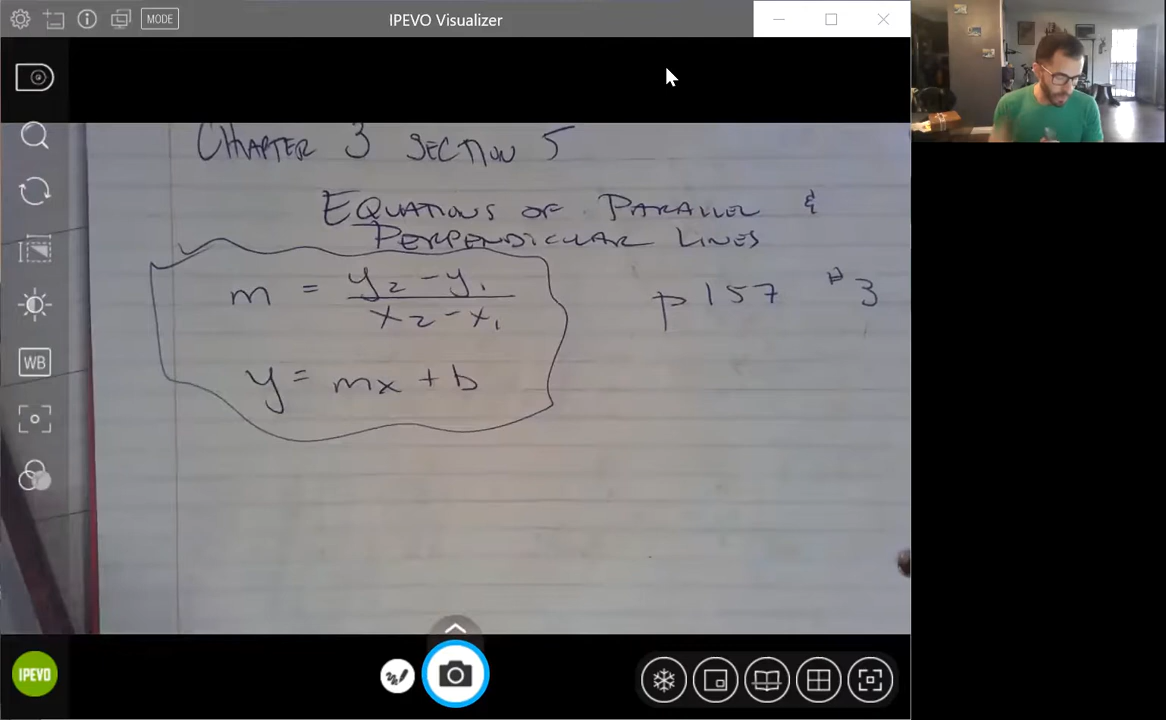 IPEVO Visualizer
MODE
CHAPTER 3 SECTION 5
EQUATIONS OF PARALLEL &
PERPENDICULAR LINES
m = y₂ - y₁ / x₂ - x₁
p 157 # 3
y = mx + b
WB
IPEVO